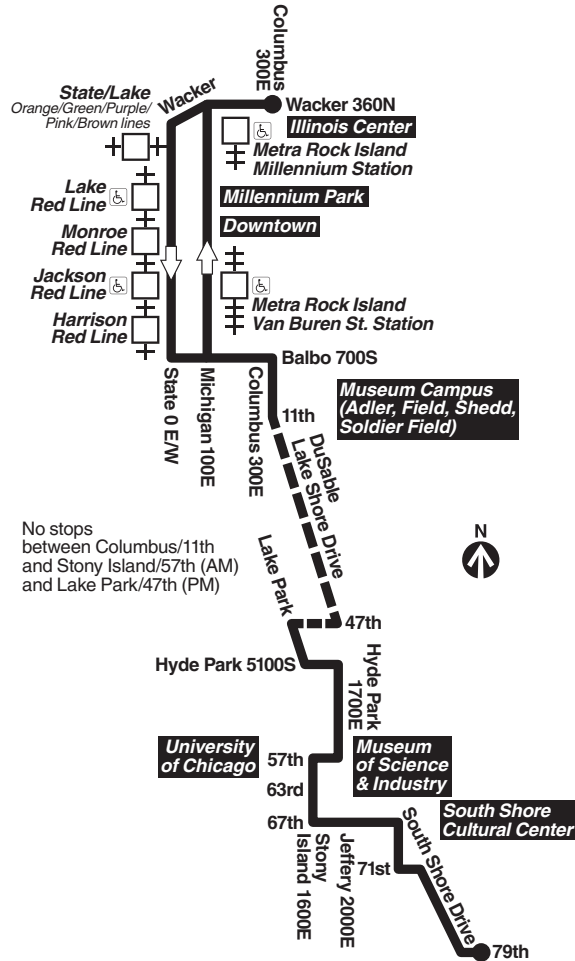 Columbus
300E
Wacker
Wacker 360N
State/Lake
Orange/Green/Purple/
Pink/Brown lines
Illinois Center
Metra Rock Island
Millennium Station
Lake
Red Line
Millennium Park
Monroe
Red Line
Downtown
Jackson
Red Line
Metra Rock Island
Van Buren St. Station
Harrison
Red Line
Balbo 700S
State 0 E/W
Michigan 100E
Columbus 300E
11th
Museum Campus
(Adler, Field, Shedd,
Soldier Field)
DuSable
Lake Shore Drive
No stops
between Columbus/11th
and Stony Island/57th (AM)
and Lake Park/47th (PM)
N
Lake Park
47th
Hyde Park 5100S
Hyde Park
1700E
University
of Chicago
57th
Museum
of Science
& Industry
63rd
67th
South Shore
Cultural Center
Stony
Island 1600E
Jeffery 2000E
71st
South Shore Drive
79th